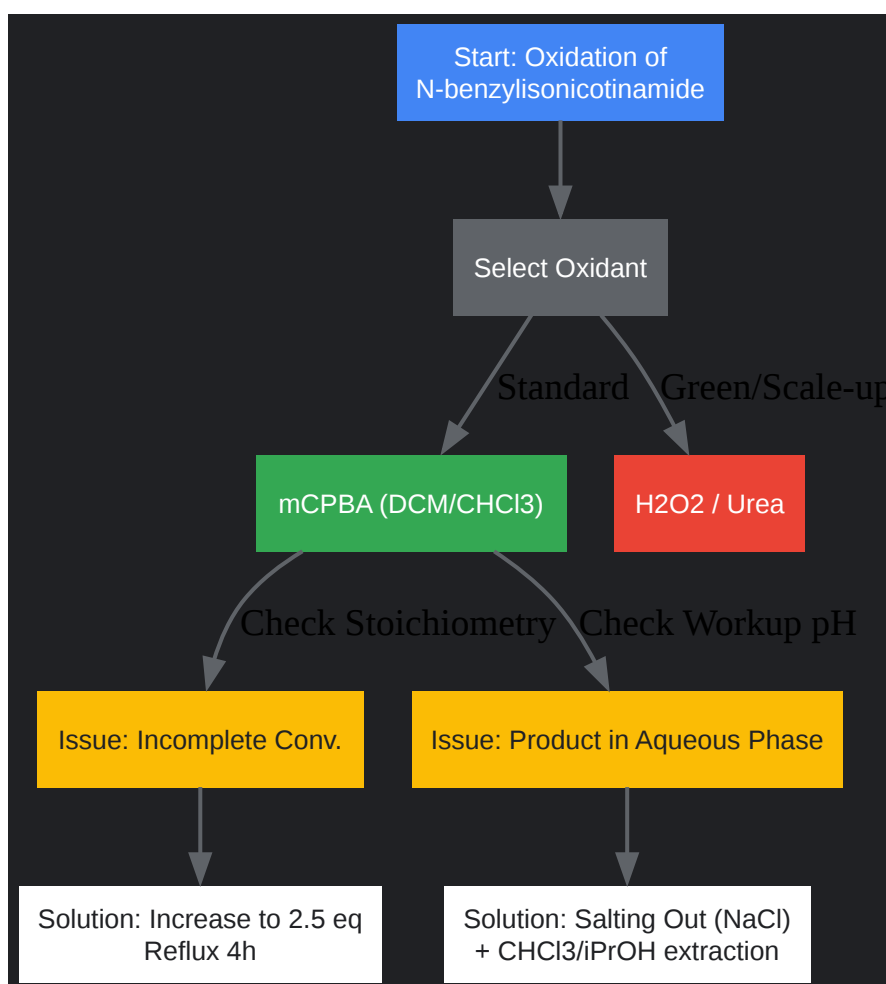 Start: Oxidation of
N-benzylisonicotinamide
Select Oxidant
Standard
Green/Scale-up
mCPBA (DCM/CHCl3)
H2O2 / Urea
Check Stoichiometry
Check Workup pH
Issue: Incomplete Conv.
Issue: Product in Aqueous Phase
Solution: Increase to 2.5 eq
Reflux 4h
Solution: Salting Out (NaCl)
+ CHCl3/iPrOH extraction